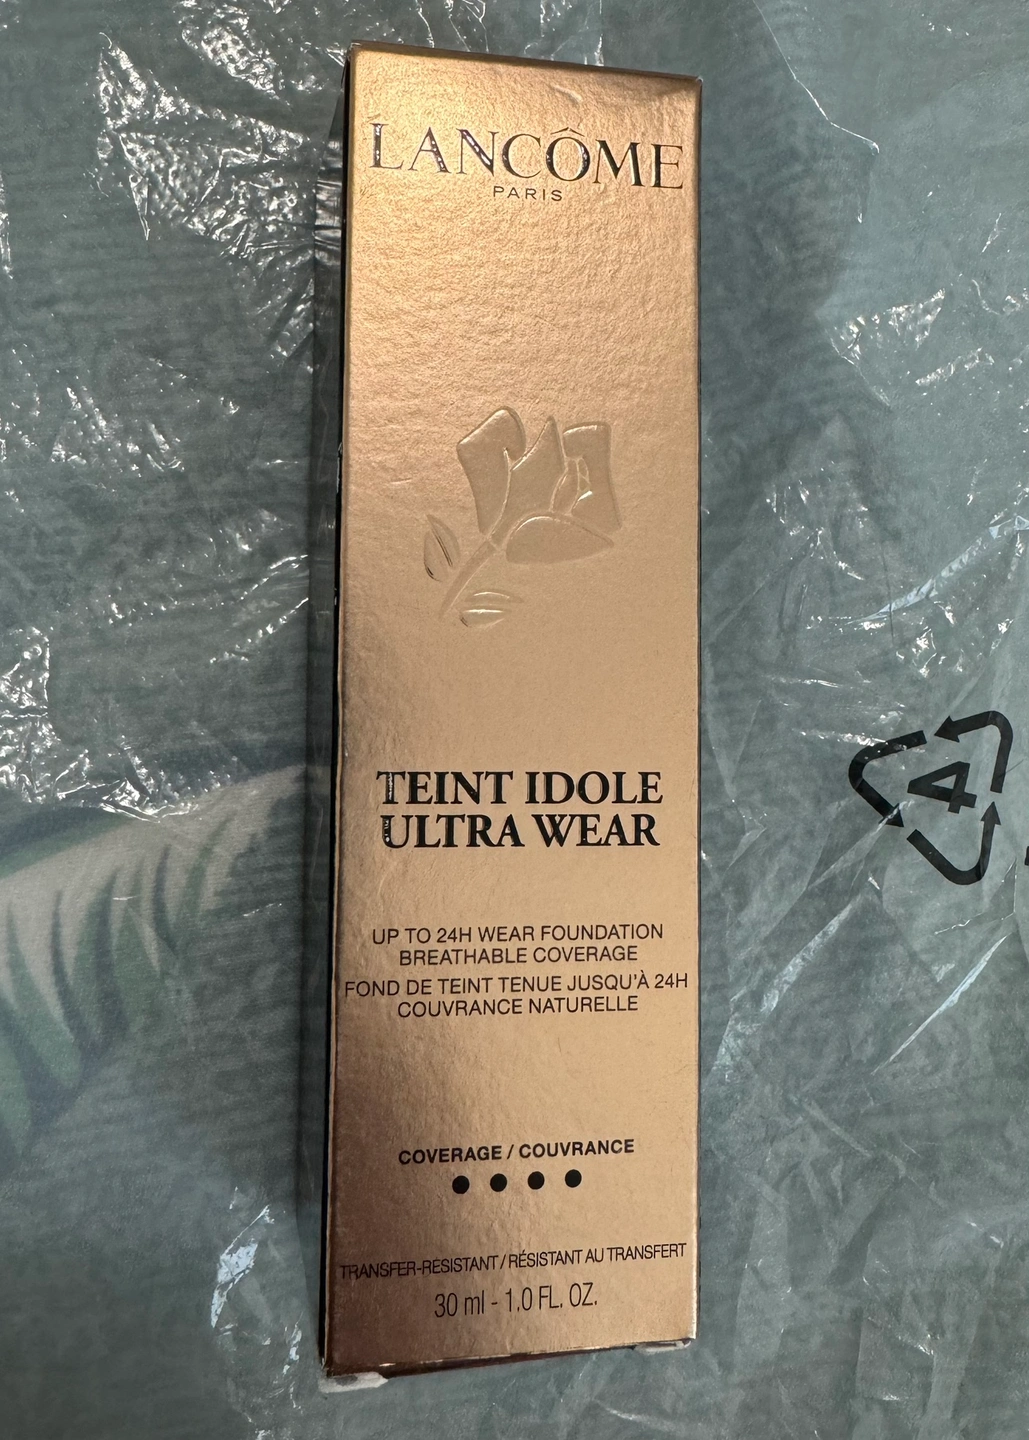 LANCÔME
PARIS
TEINT IDOLE
ULTRA WEAR
UP TO 24H WEAR FOUNDATION
BREATHABLE COVERAGE
FOND DE TEINT TENUE JUSQU'À 24H
COUVRANCE NATURELLE
COVERAGE / COUVRANCE
TRANSFER-RESISTANT / RÉSISTANT AU TRANSFERT
30 ml - 1.0 FL. OZ.
4